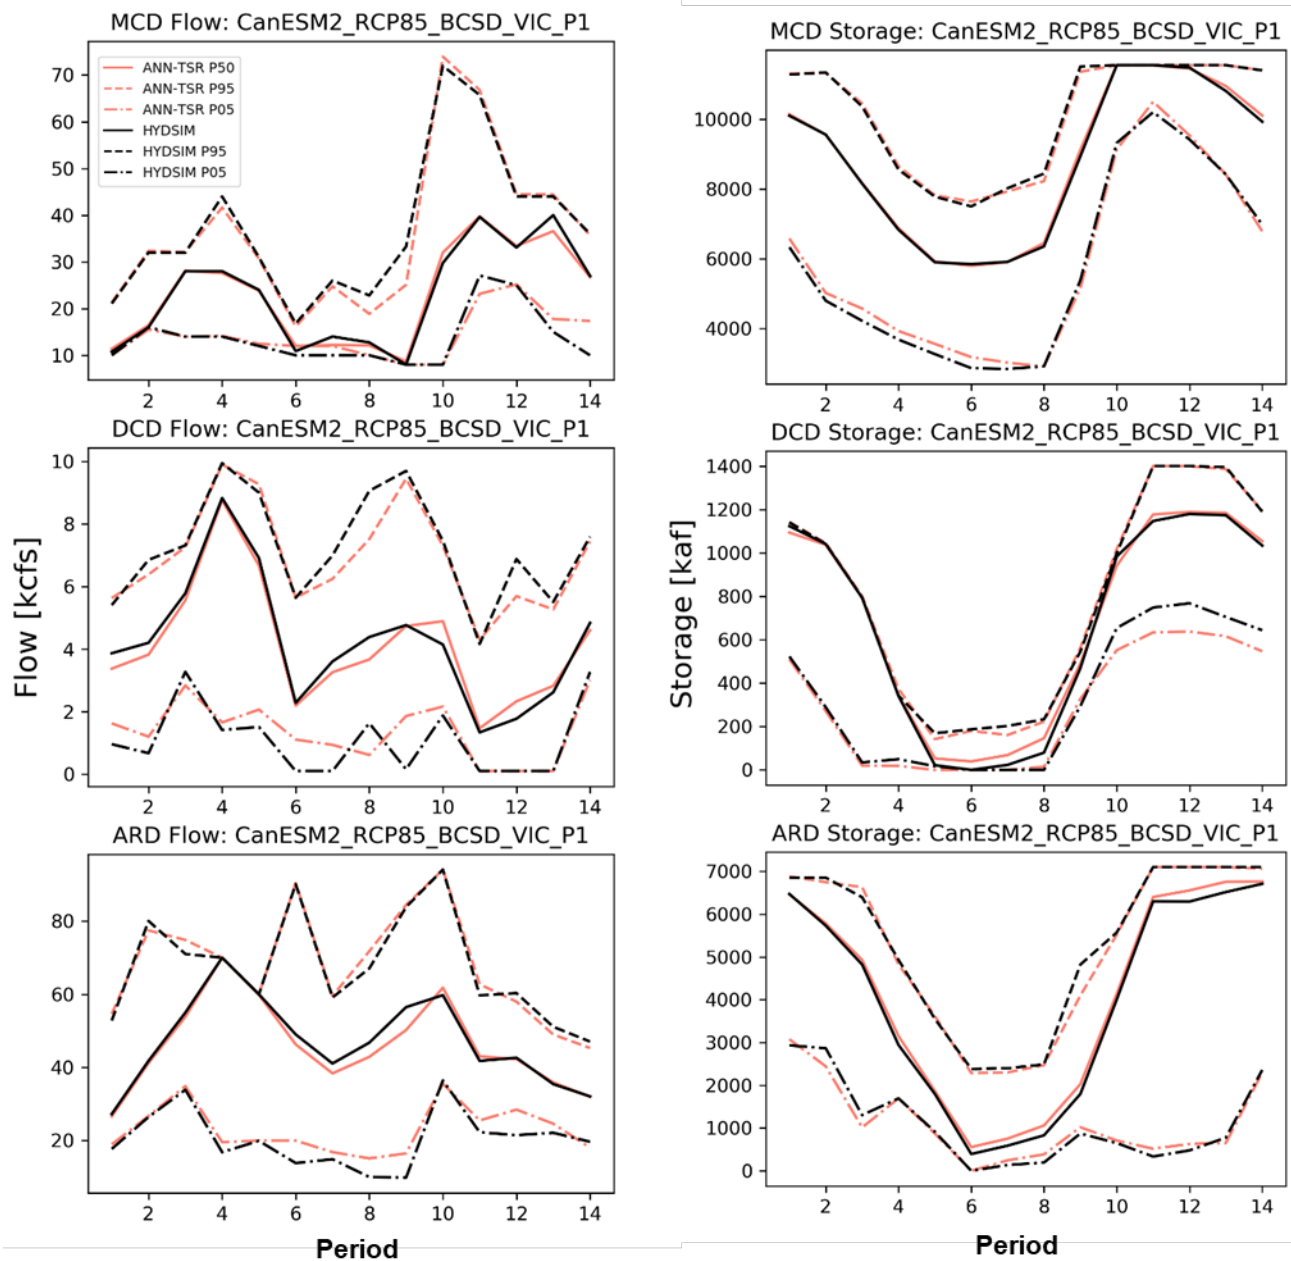 MCD Flow: CanESM2_RCP85_BCSD_VIC_P1
70
60
50
40
30
20
10
ANN-TSR P50
ANN-TSR P95
ANN-TSR P05
HYDSIM
HYDSIM P95
HYDSIM P05
2 4 6 8 10 12 14
MCD Storage: CanESM2_RCP85_BCSD_VIC_P1
10000
8000
6000
4000
2 4 6 8 10 12 14
DCD Flow: CanESM2_RCP85_BCSD_VIC_P1
Flow [kcfs]
10
8
6
4
2
0
2 4 6 8 10 12 14
DCD Storage: CanESM2_RCP85_BCSD_VIC_P1
Storage [kaf]
1400
1200
1000
800
600
400
200
0
2 4 6 8 10 12 14
ARD Flow: CanESM2_RCP85_BCSD_VIC_P1
80
60
40
20
2 4 6 8 10 12 14
Period
ARD Storage: CanESM2_RCP85_BCSD_VIC_P1
7000
6000
5000
4000
3000
2000
1000
0
2 4 6 8 10 12 14
Period